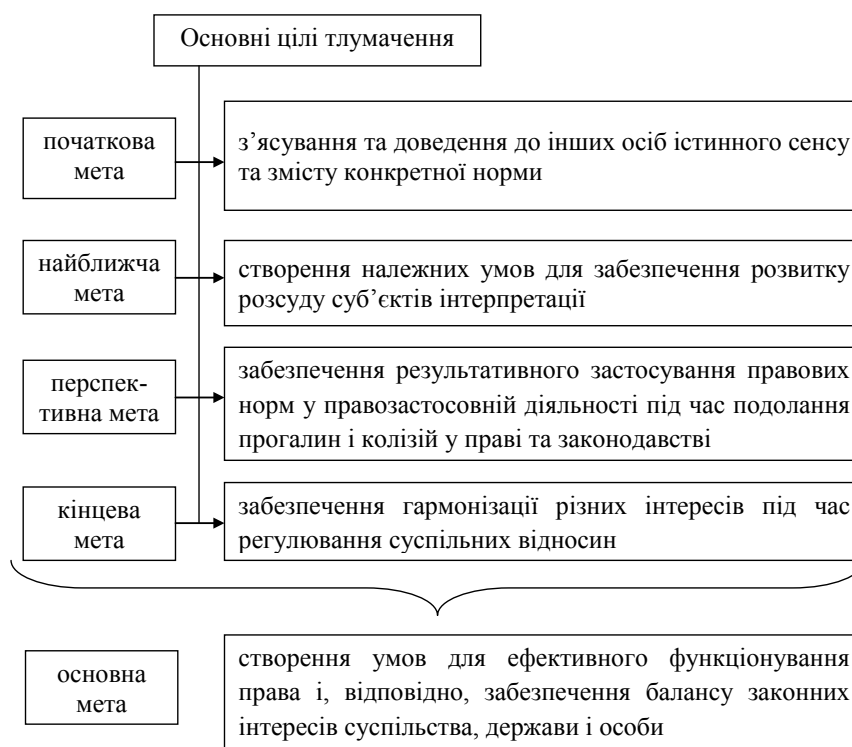 Основні цілі тлумачення
початкова
мета
з’ясування та доведення до інших осіб істинного сенсу
та змісту конкретної норми
найближча
мета
створення належних умов для забезпечення розвитку
розсуду суб’єктів інтерпретації
перспек-
тивна мета
забезпечення результативного застосування правових
норм у правозастосовній діяльності під час подолання
прогалин і колізій у праві та законодавстві
кінцева
мета
забезпечення гармонізації різних інтересів під час
регулювання суспільних відносин
основна
мета
створення умов для ефективного функціонування
права і, відповідно, забезпечення балансу законних
інтересів суспільства, держави і особи